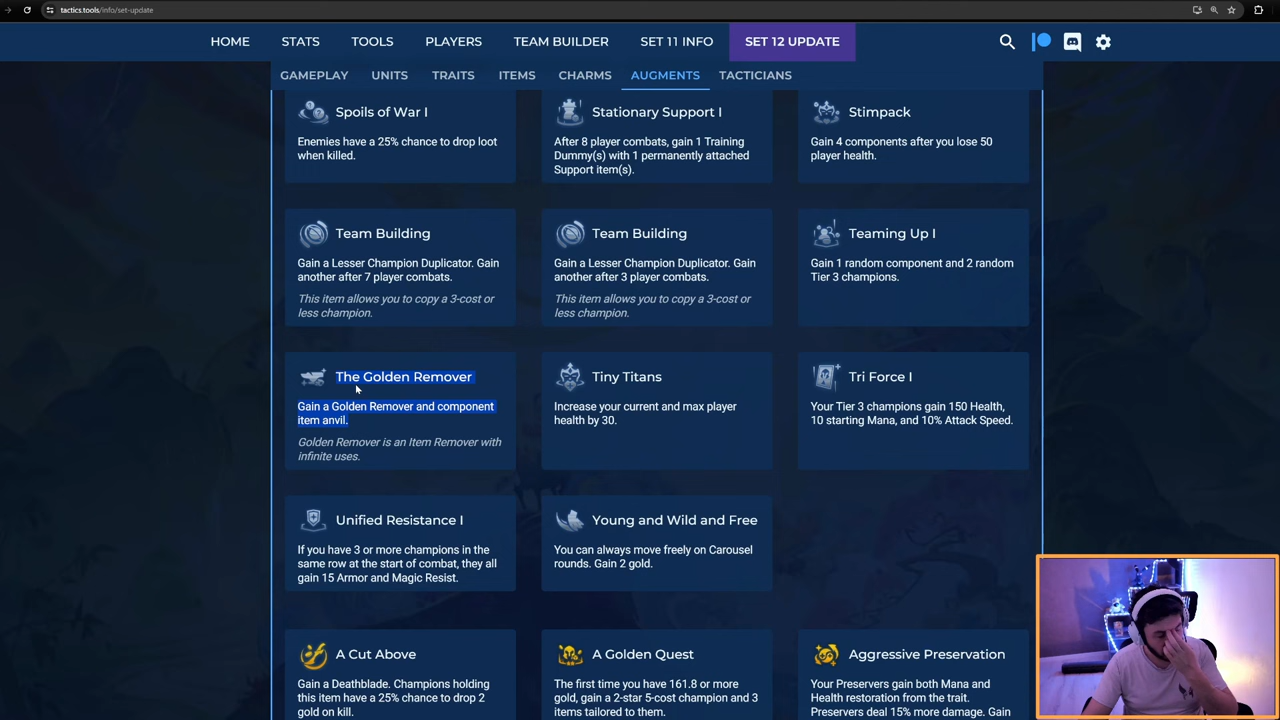 tactics.tools/info/set-update
HOME STATS TOOLS PLAYERS TEAM BUILDER SET 11 INFO SET 12 UPDATE
GAMEPLAY UNITS TRAITS ITEMS CHARMS AUGMENTS TACTICIANS
Spoils of War I
Enemies have a 25% chance to drop loot
when killed.
Stationary Support I
After 8 player combats, gain 1 Training
Dummy(s) with 1 permanently attached
Support item(s).
Stimpack
Gain 4 components after you lose 50
player health.
Team Building
Gain a Lesser Champion Duplicator. Gain
another after 7 player combats.
This item allows you to copy a 3-cost or
less champion.
Team Building
Gain a Lesser Champion Duplicator. Gain
another after 3 player combats.
This item allows you to copy a 3-cost or
less champion.
Teaming Up I
Gain 1 random component and 2 random
Tier 3 champions.
The Golden Remover
Gain a Golden Remover and component
item anvil.
Golden Remover is an Item Remover with
infinite uses.
Tiny Titans
Increase your current and max player
health by 30.
Tri Force I
Your Tier 3 champions gain 150 Health,
10 starting Mana, and 10% Attack Speed.
Unified Resistance I
If you have 3 or more champions in the
same row at the start of combat, they all
gain 15 Armor and Magic Resist.
Young and Wild and Free
You can always move freely on Carousel
rounds. Gain 2 gold.
A Cut Above
Gain a Deathblade. Champions holding
this item have a 25% chance to drop 2
gold on kill.
A Golden Quest
The first time you have 161.8 or more
gold, gain a 2-star 5-cost champion and 3
items tailored to them.
Aggressive Preservation
Your Preservers gain both Mana and
Health restoration from the trait.
Preservers deal 15% more damage. Gain